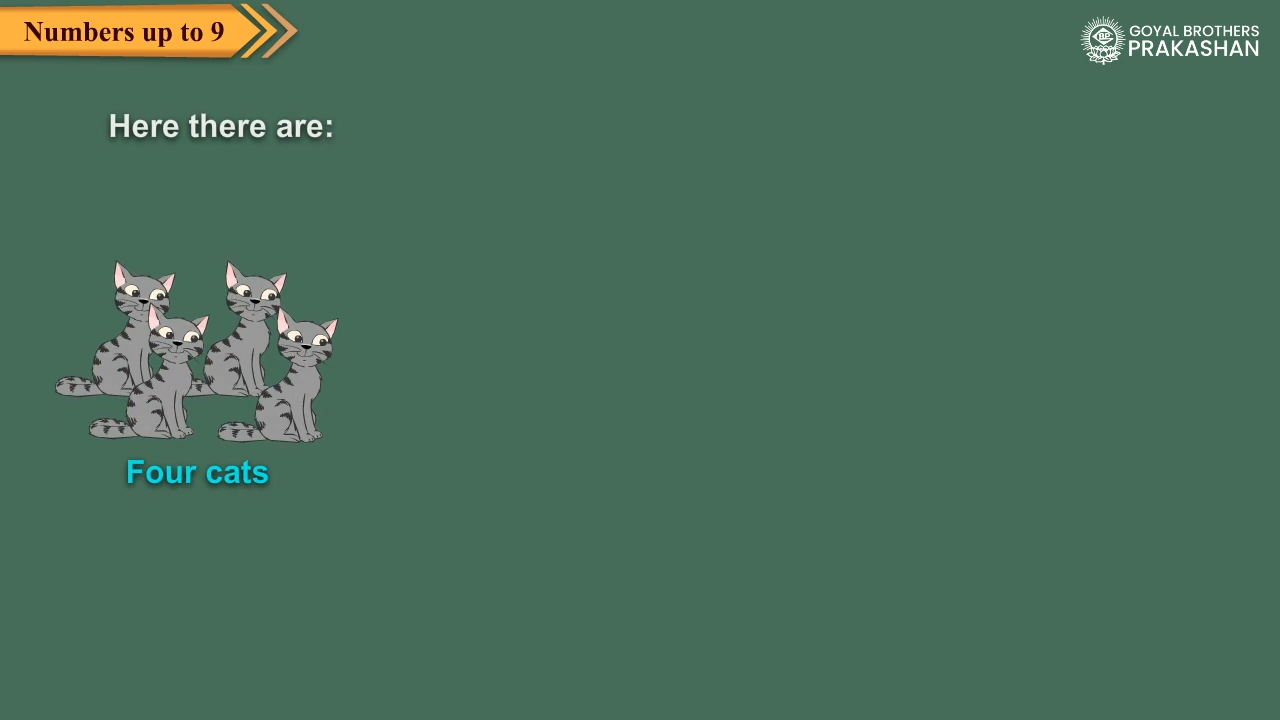 Numbers up to 9
GOYAL BROTHERS
PRAKASHAN
Here there are:
Four cats